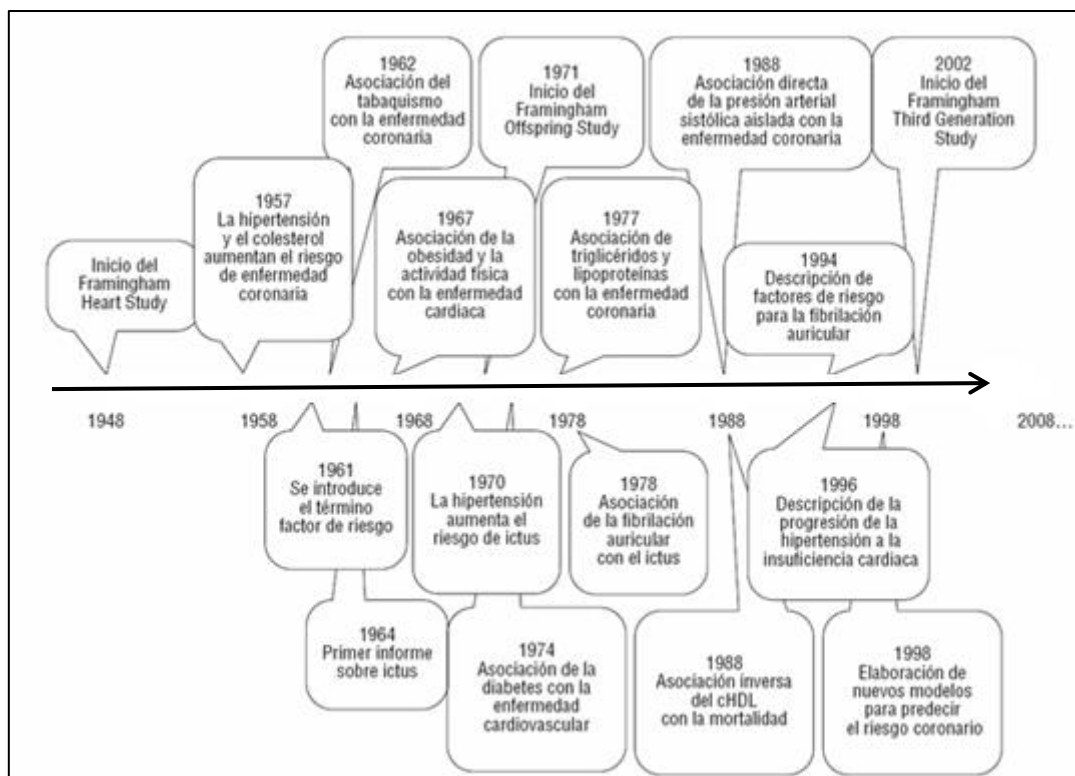 1962
Asociación del
tabaquismo
con la enfermedad
coronaria
1971
Inicio del
Framingham
Offspring Study
1988
Asociación directa
de la presión arterial
sistólica aislada con la
enfermedad coronaria
2002
Inicio del
Framingham
Third Generation
Study
Inicio del
Framingham
Heart Study
1957
La hipertensión
y el colesterol
aumentan el riesgo
de enfermedad
coronaria
1967
Asociación de la
obesidad y la
actividad física
con la enfermedad
cardiaca
1977
Asociación de
triglicéridos y
lipoproteínas
con la enfermedad
coronaria
1994
Descripción de
factores de riesgo
para la fibrilación
auricular
1948
1958
1968
1978
1988
1998
2008...
1961
Se introduce
el término
factor de riesgo
1970
La hipertensión
aumenta el
riesgo de ictus
1978
Asociación
de la fibrilación
auricular
con el ictus
1996
Descripción de la
progresión de la
hipertensión a la
insuficiencia cardiaca
1964
Primer informe
sobre ictus
1974
Asociación de la
diabetes con la
enfermedad
cardiovascular
1988
Asociación inversa
del cHDL
con la mortalidad
1998
Elaboración de
nuevos modelos
para predecir
el riesgo coronario